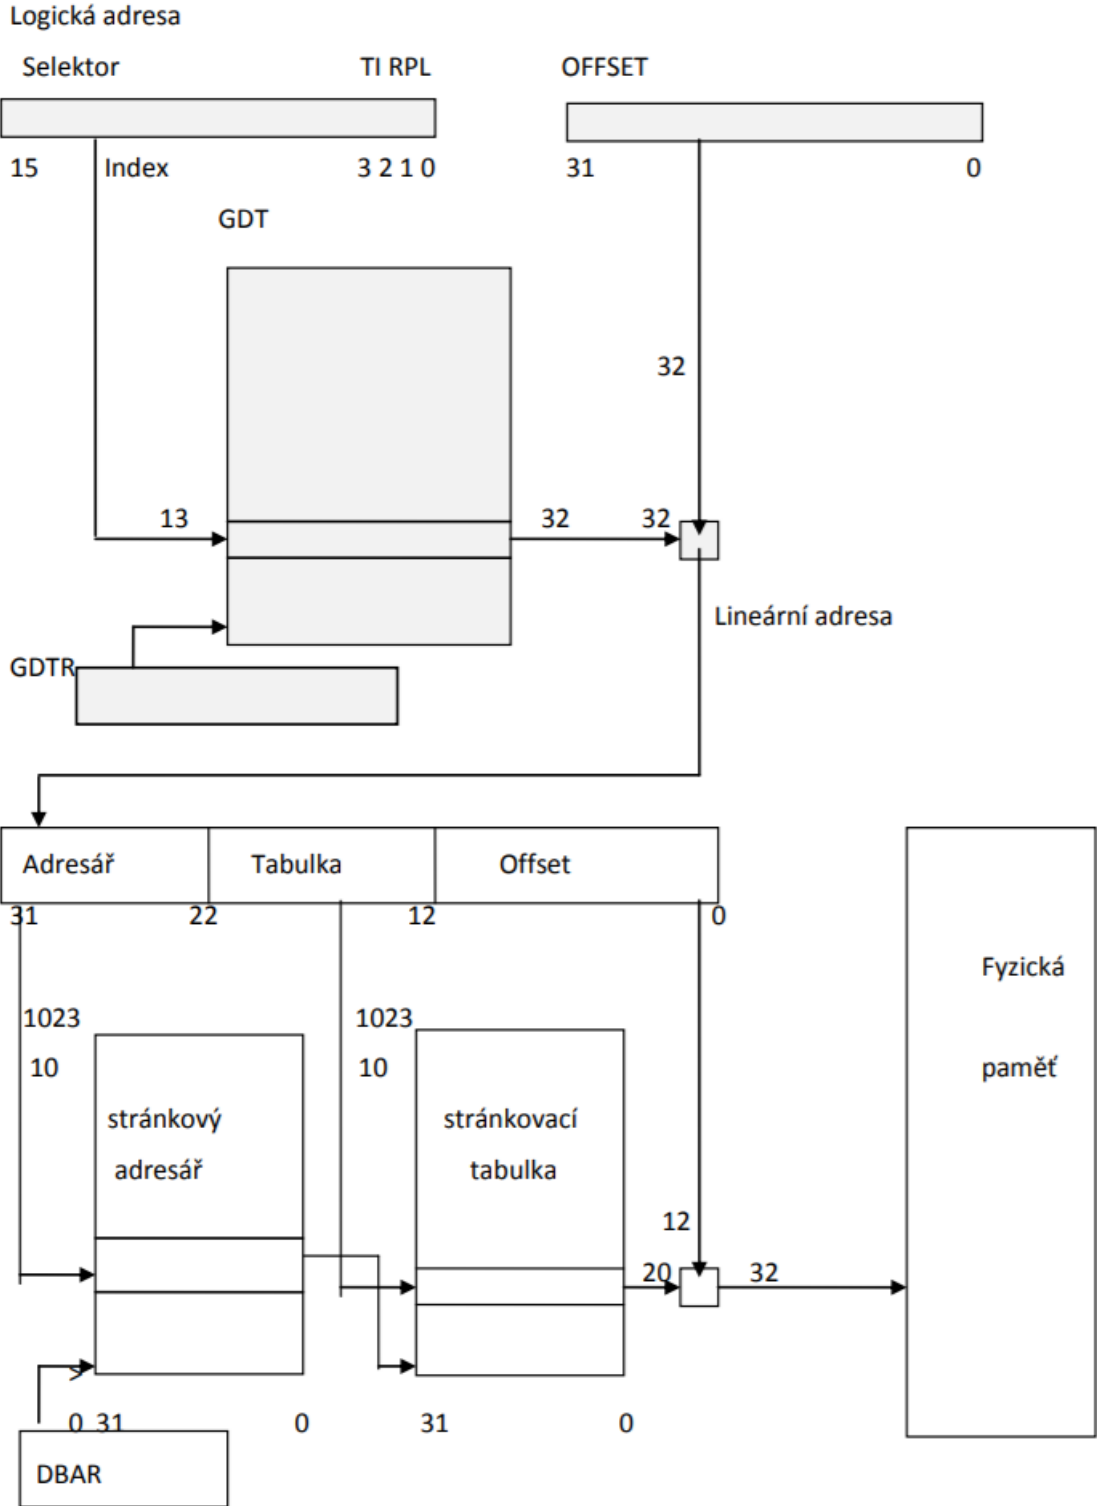 Logická adresa
Selektor TI RPL OFFSET
15 Index 3 2 1 0 31 0
GDT
32
13 32 32
Lineární adresa
GDTR
Adresář Tabulka Offset
31 22 12 0
Fyzická
1023 1023
10 10 paměť
stránkový stránkovací
adresář tabulka
12
20 32
>
0 31 0 31 0
DBAR